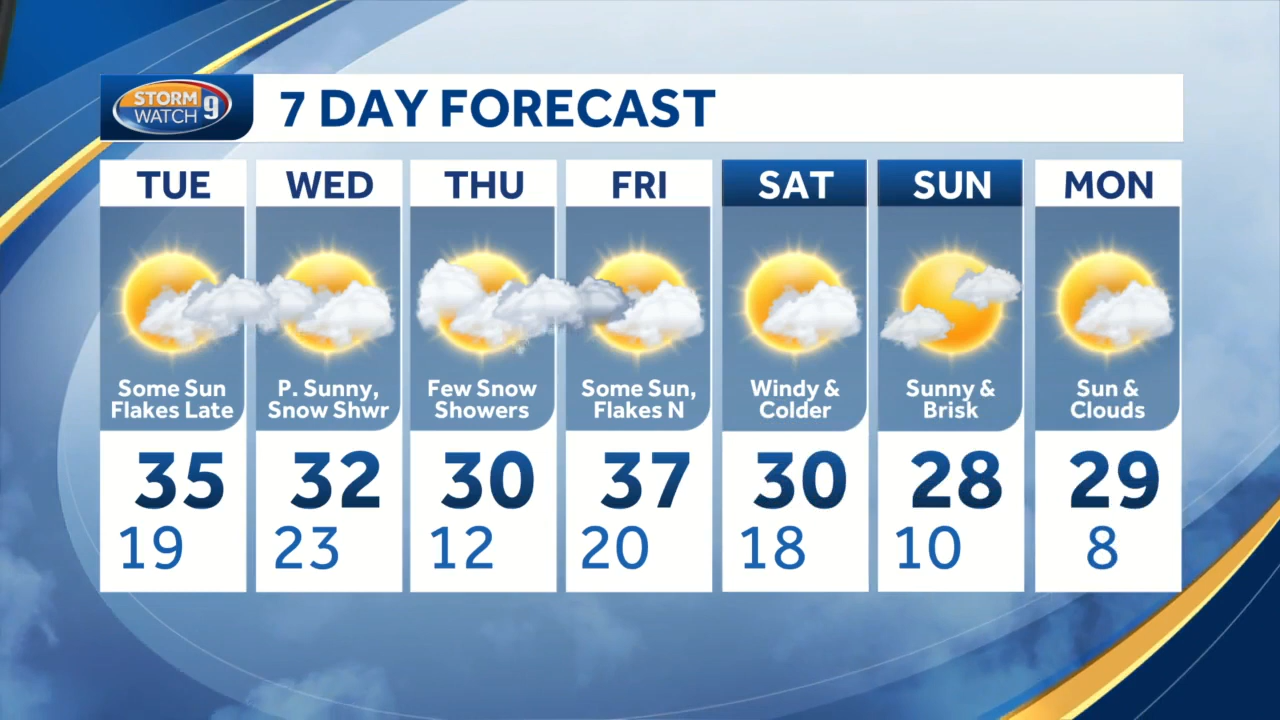 STORM
WATCH 9
7 DAY FORECAST
TUE
Some Sun
Flakes Late
35
19
WED
P. Sunny,
Snow Shwr
32
23
THU
Few Snow
Showers
30
12
FRI
Some Sun,
Flakes N
37
20
SAT
Windy &
Colder
30
18
SUN
Sunny &
Brisk
28
10
MON
Sun &
Clouds
29
8